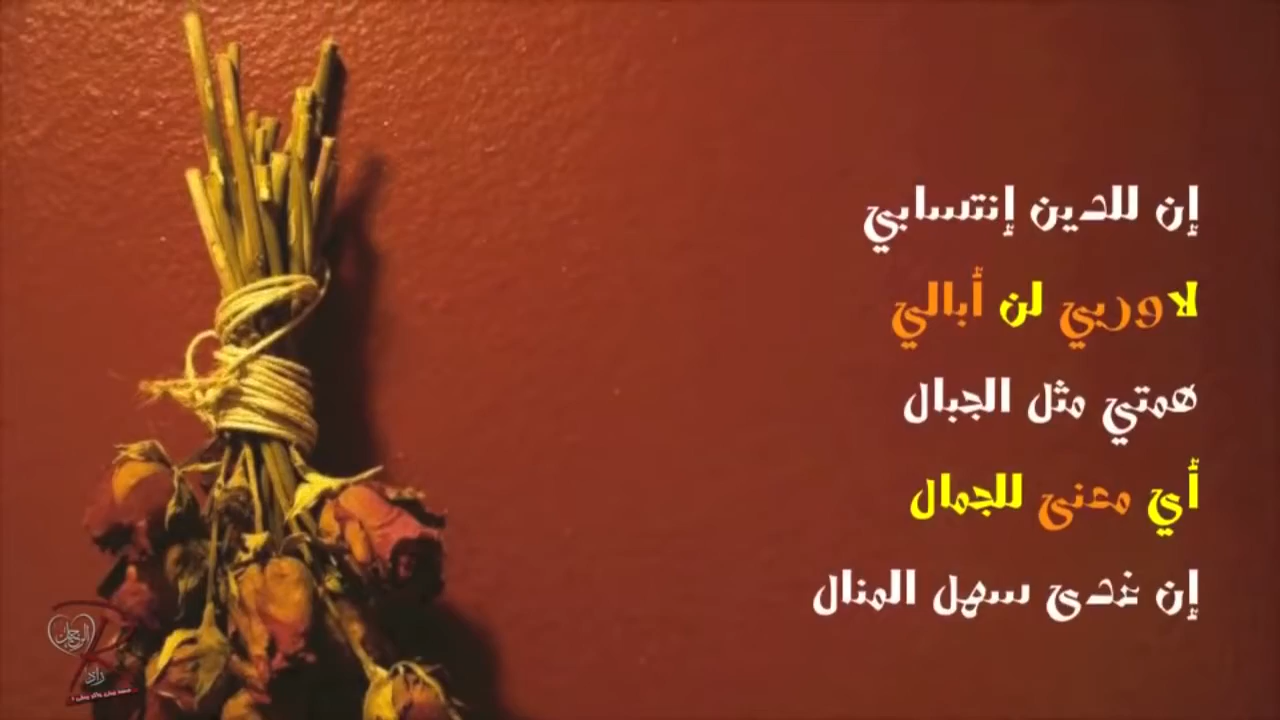 إن للدين إنتسابي
لا وربي لن أبالي
همتي مثل الجبال
أي معنى للجمال
إن غدى سهل المنال